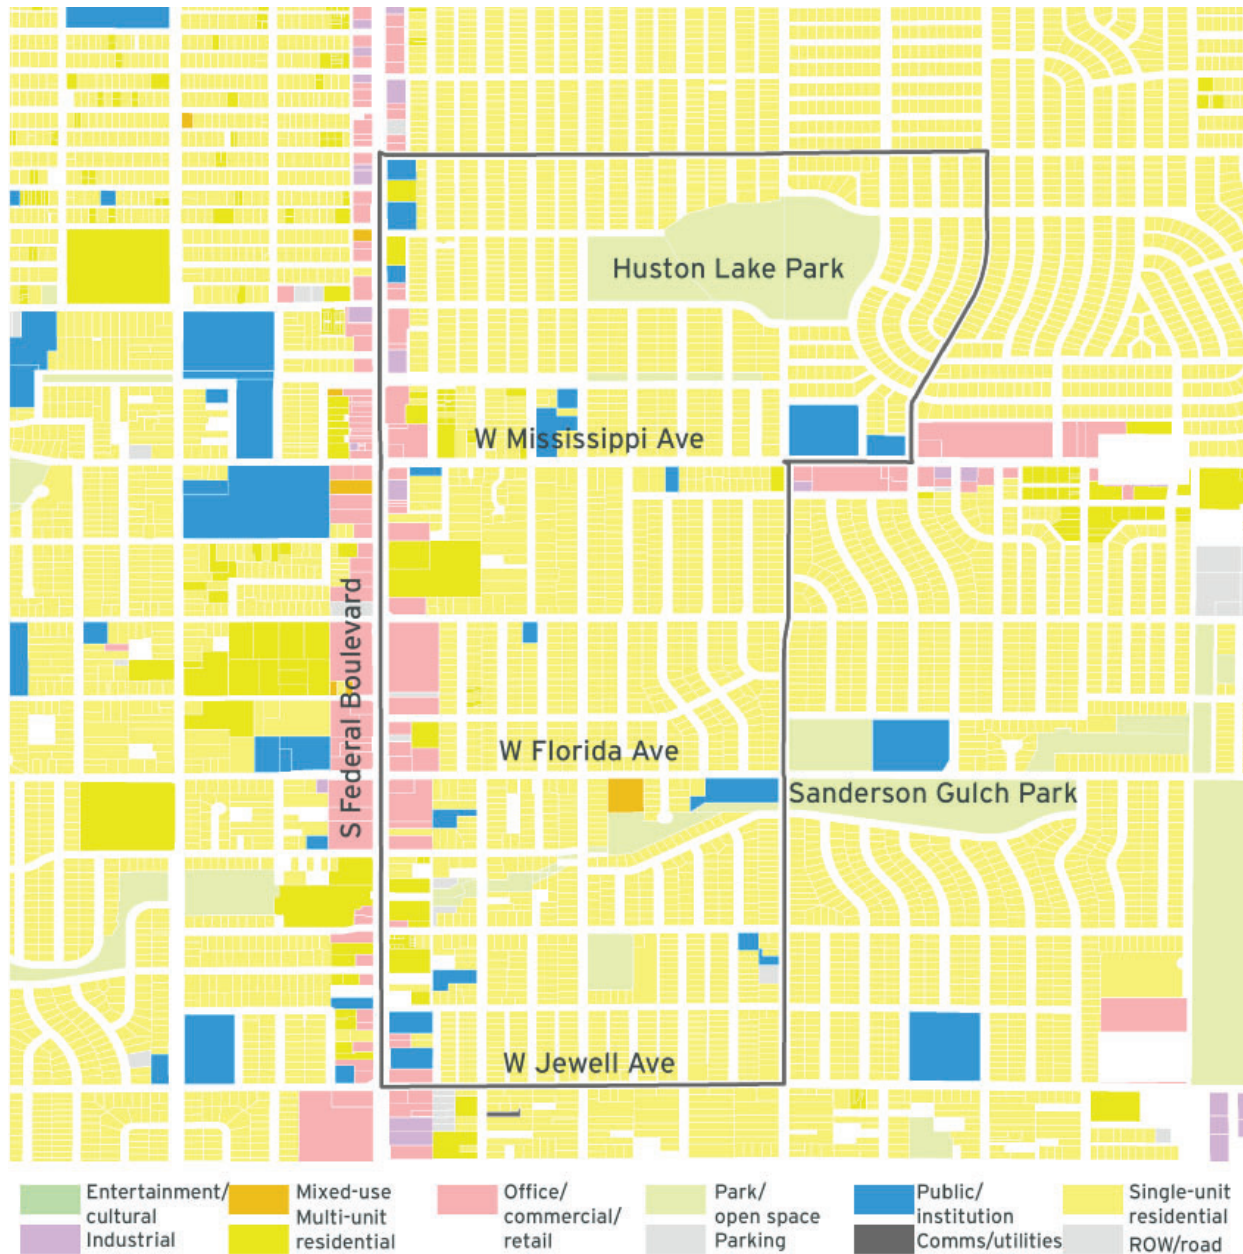 Huston Lake Park
W Mississippi Ave
S Federal Boulevard
W Florida Ave
Sanderson Gulch Park
W Jewell Ave
Entertainment/
cultural
Industrial
Mixed-use
Multi-unit
residential
Office/
commercial/
retail
Park/
open space
Parking
Public/
institution
Comms/utilities
Single-unit
residential
ROW/road